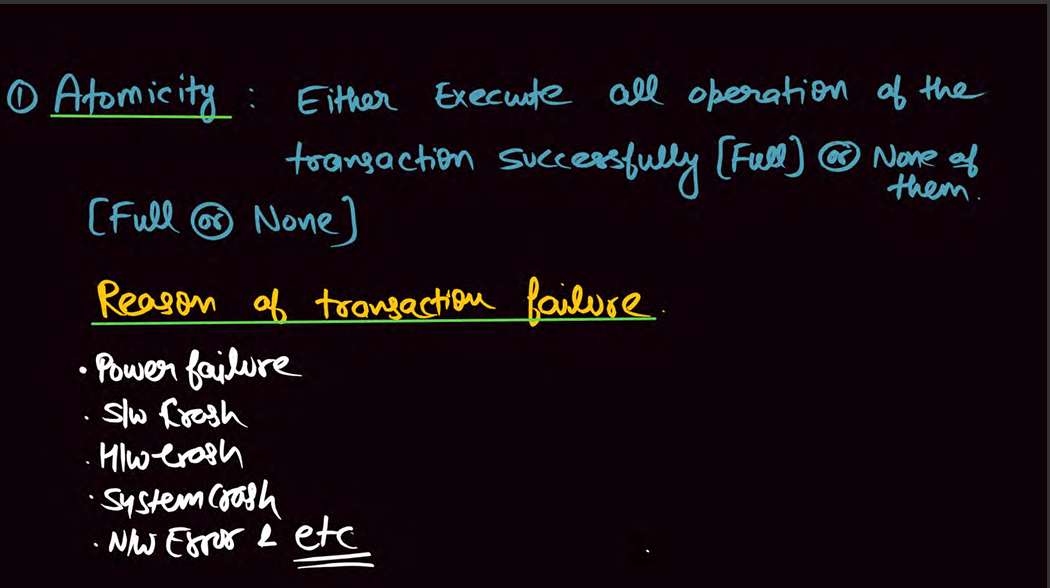 ① Atomicity : Either Execute all operation of the
transaction successfully [Full] or None of
them.
[Full or None]
Reason of transaction failure.
• Power failure
• S/w Crash
• H/w Crash
• System Crash
• N/w Error & etc